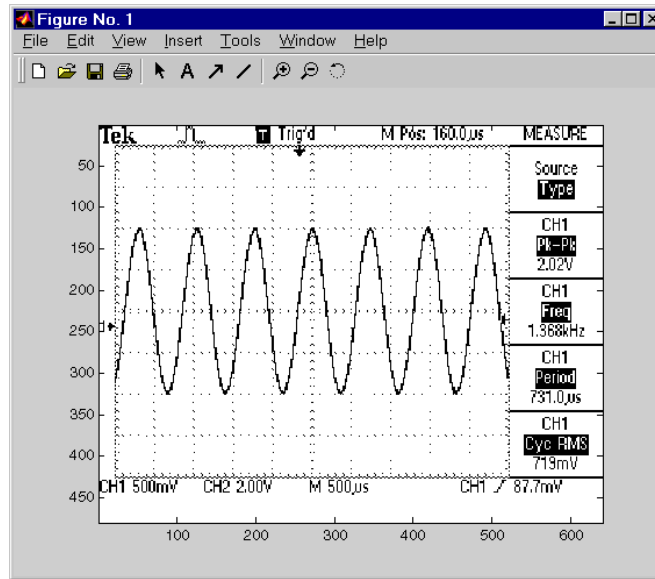 Figure No. 1
File Edit View Insert Tools Window Help
Tek T Trig'd M Pos: 160.0µs MEASURE
Source
Type
CH1
Pk-Pk
2.02V
CH1
Freq
1.368kHz
CH1
Period
731.0µs
CH1
Cyc RMS
719mV
CH1 500mV CH2 2.00V M 500µs CH1 87.7mV
50
100
150
200
250
300
350
400
450
100 200 300 400 500 600